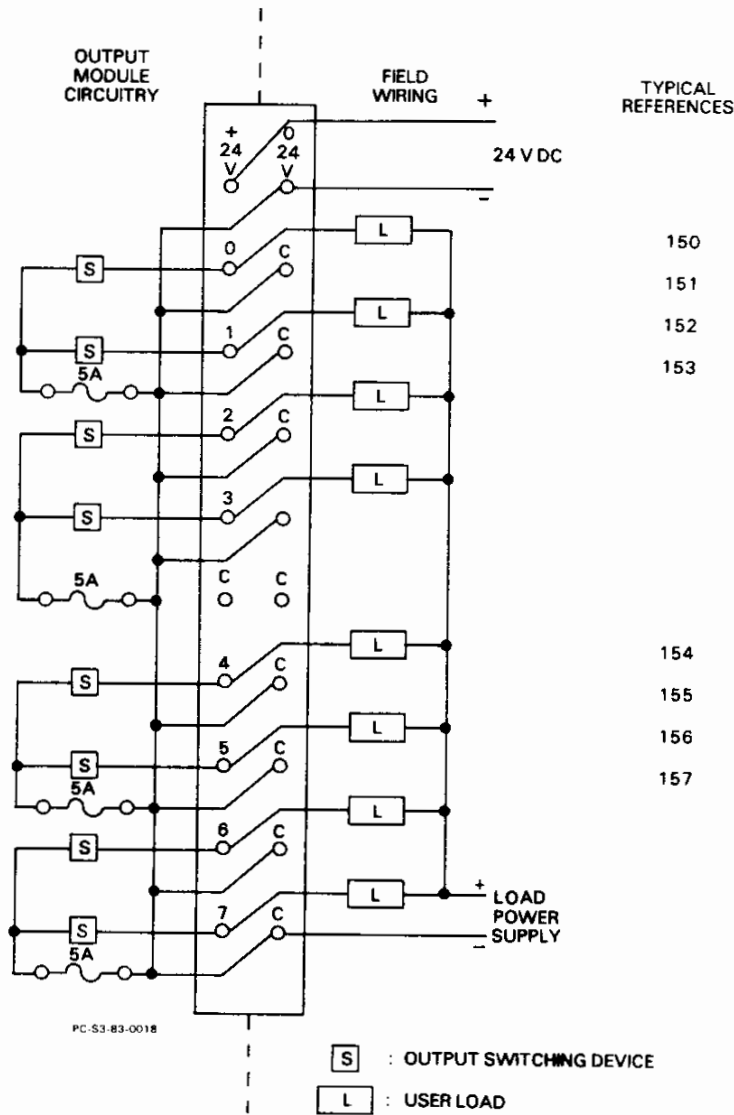 OUTPUT
MODULE
CIRCUITRY
FIELD
WIRING
TYPICAL
REFERENCES
+
+
24
V
0
24
V
24 V DC
−
0
C
S
L
150
151
1
C
S
L
152
5A
153
2
C
S
L
3
S
L
5A
C
C
4
C
S
L
154
155
5
C
S
L
156
5A
157
6
C
S
L
7
C
S
L
+
LOAD
POWER
SUPPLY
−
5A
PC-S3-83-0018
S : OUTPUT SWITCHING DEVICE
L : USER LOAD